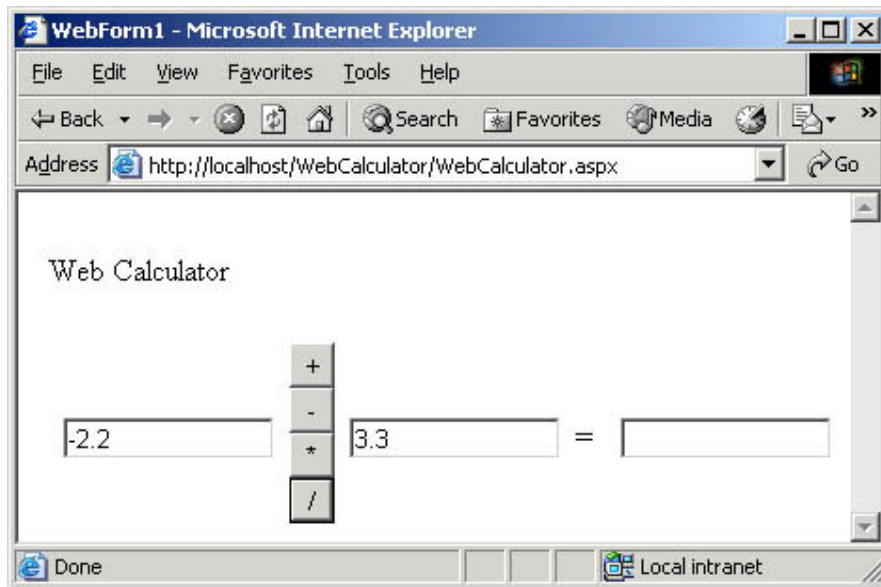 WebForm1 - Microsoft Internet Explorer
File Edit View Favorites Tools Help
Back Search Favorites Media »
Address http://localhost/WebCalculator/WebCalculator.aspx Go
Web Calculator
+
-
-2.2 3.3 =
*
/
Done Local intranet